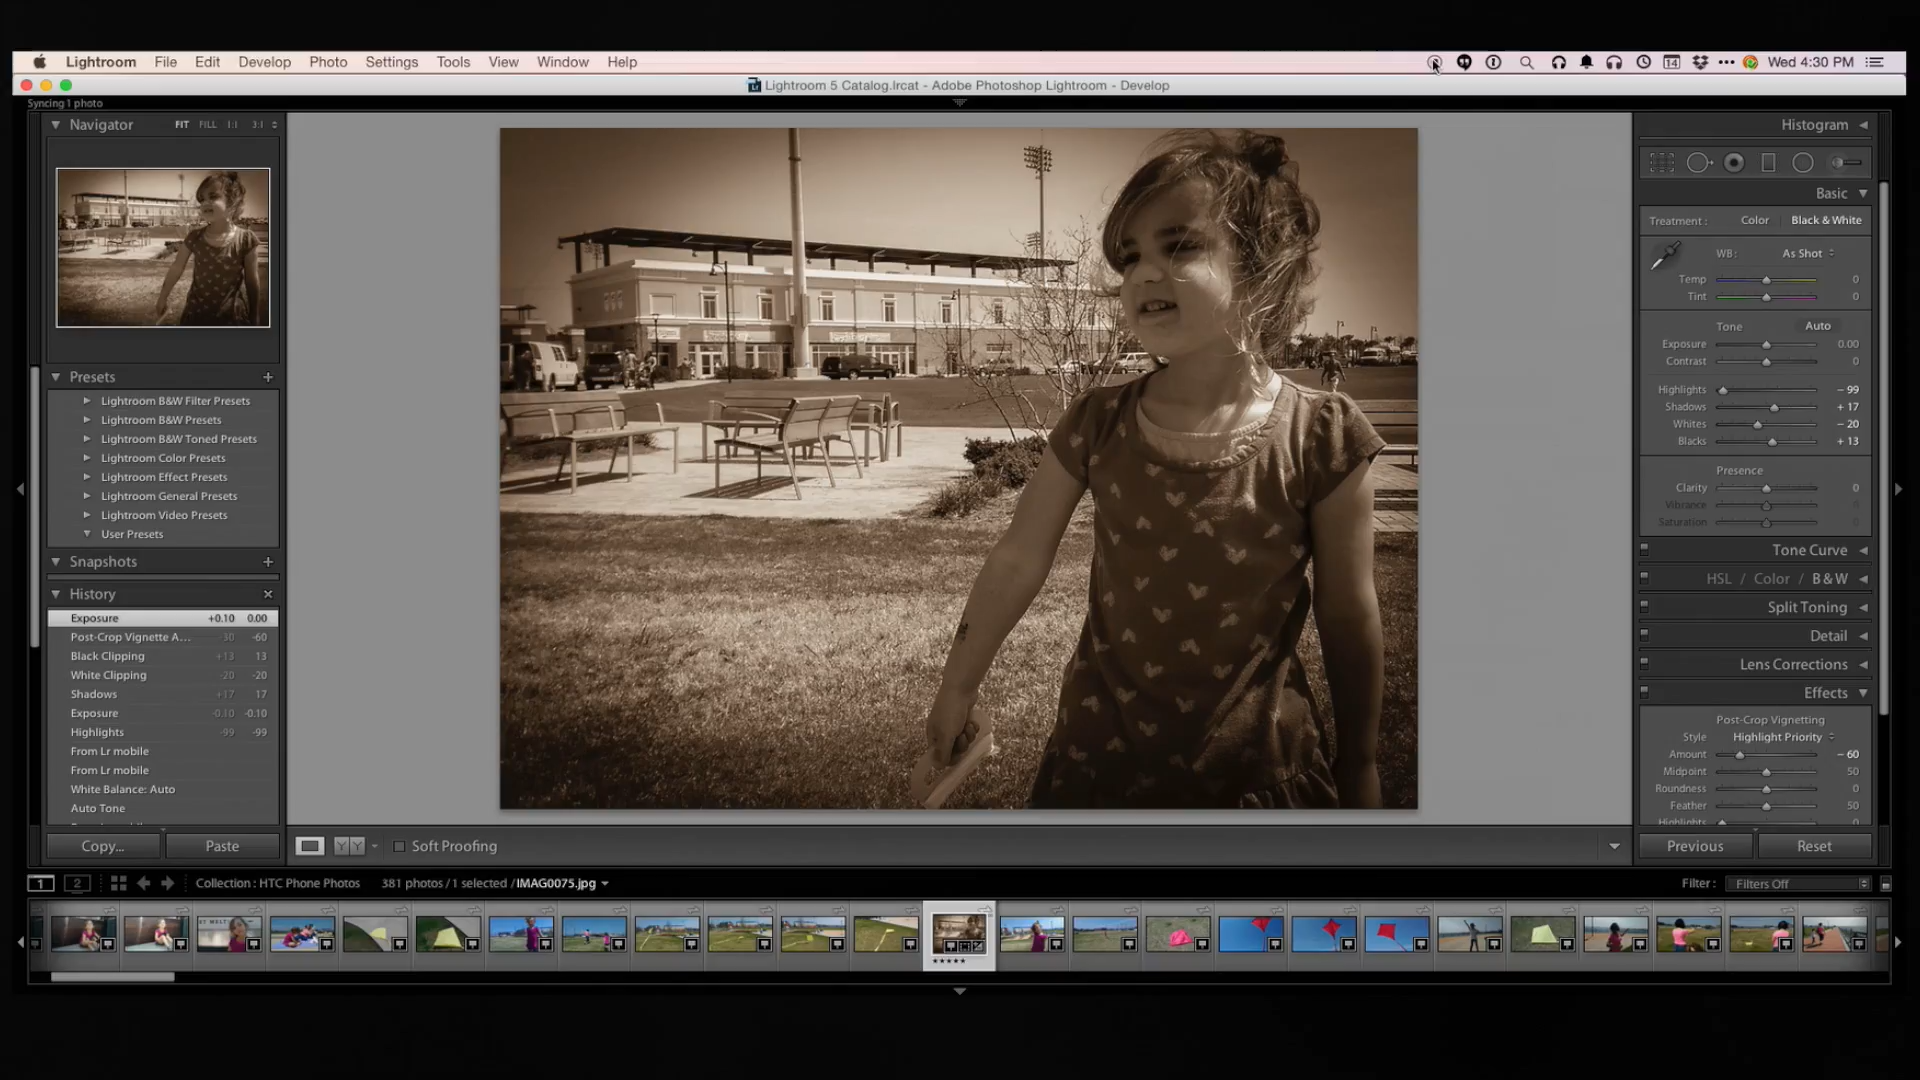 Lightroom File Edit Develop Photo Settings Tools View Window Help 14 Wed 4:30 PM
Lightroom 5 Catalog.lrcat - Adobe Photoshop Lightroom - Develop
Syncing 1 photo
Navigator FIT FILL 1:1 3:1
Presets
Lightroom B&W Filter Presets
Lightroom B&W Presets
Lightroom B&W Toned Presets
Lightroom Color Presets
Lightroom Effect Presets
Lightroom General Presets
Lightroom Video Presets
User Presets
Snapshots
History
Exposure +0.10 0.00
Post-Crop Vignette A... -30 -60
Black Clipping +13 13
White Clipping -20 -20
Shadows +17 17
Exposure -0.10 -0.10
Highlights -99 -99
From Lr mobile
From Lr mobile
White Balance: Auto
Auto Tone
Copy... Paste
Soft Proofing
Histogram
Basic
Treatment : Color Black & White
WB : As Shot
Temp 0
Tint 0
Tone Auto
Exposure 0.00
Contrast 0
Highlights - 99
Shadows + 17
Whites - 20
Blacks + 13
Presence
Clarity 0
Vibrance 0
Saturation 0
Tone Curve
HSL / Color / B&W
Split Toning
Detail
Lens Corrections
Effects
Post-Crop Vignetting
Style Highlight Priority
Amount - 60
Midpoint 50
Roundness 0
Feather 50
Highlights 0
Previous Reset
1 2 Collection : HTC Phone Photos 381 photos / 1 selected / IMAG0075.jpg Filter : Filters Off